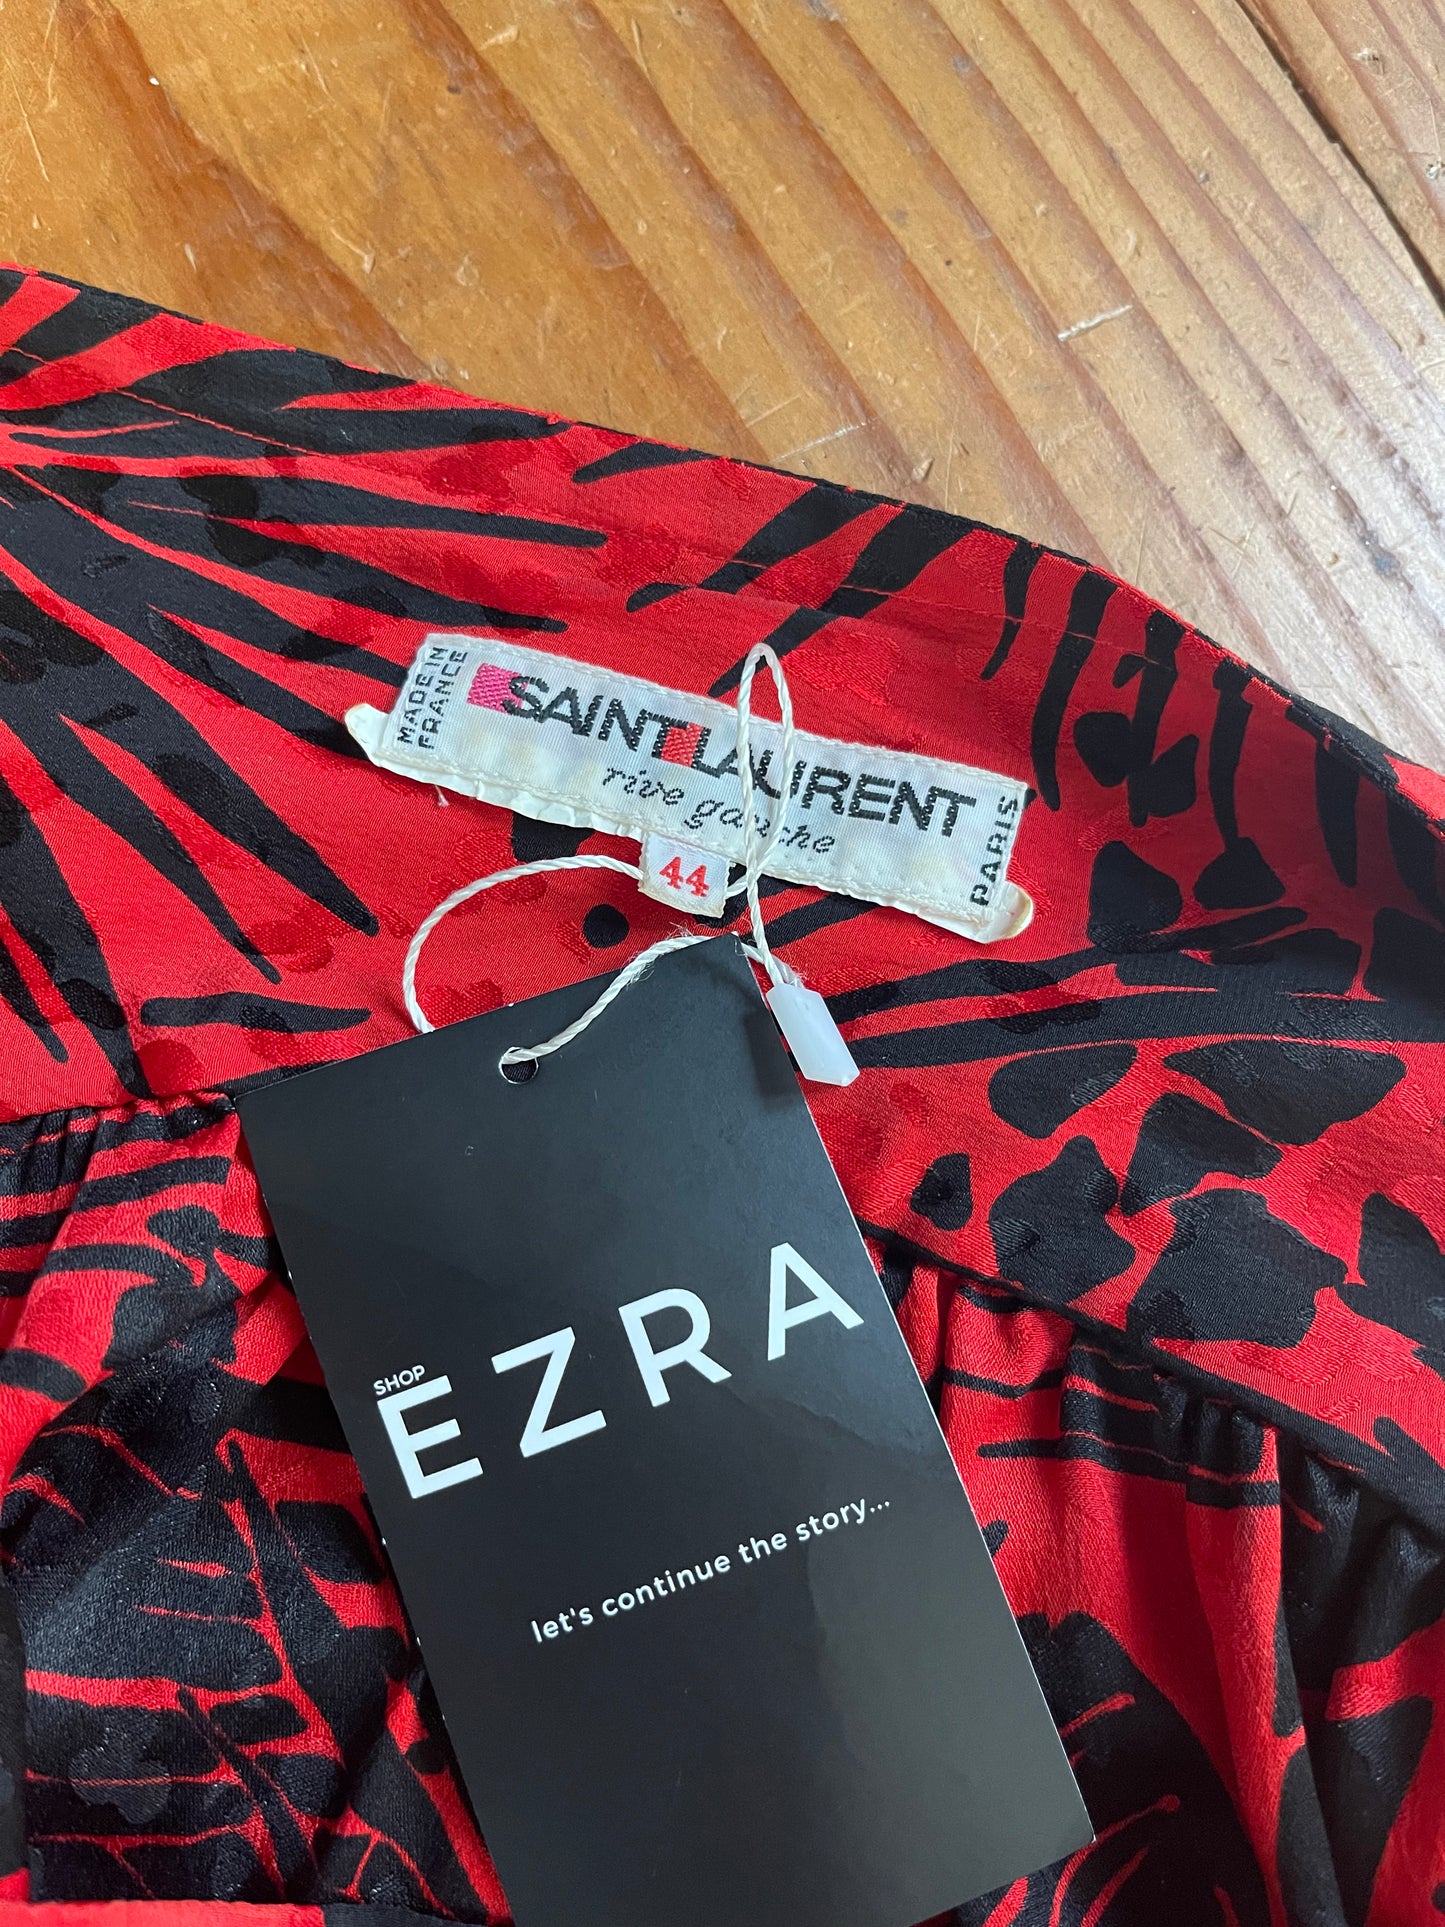 MADE IN
FRANCE
SAINT LAURENT
rive gauche
PARIS
44
SHOP
EZRA
let's continue the story...